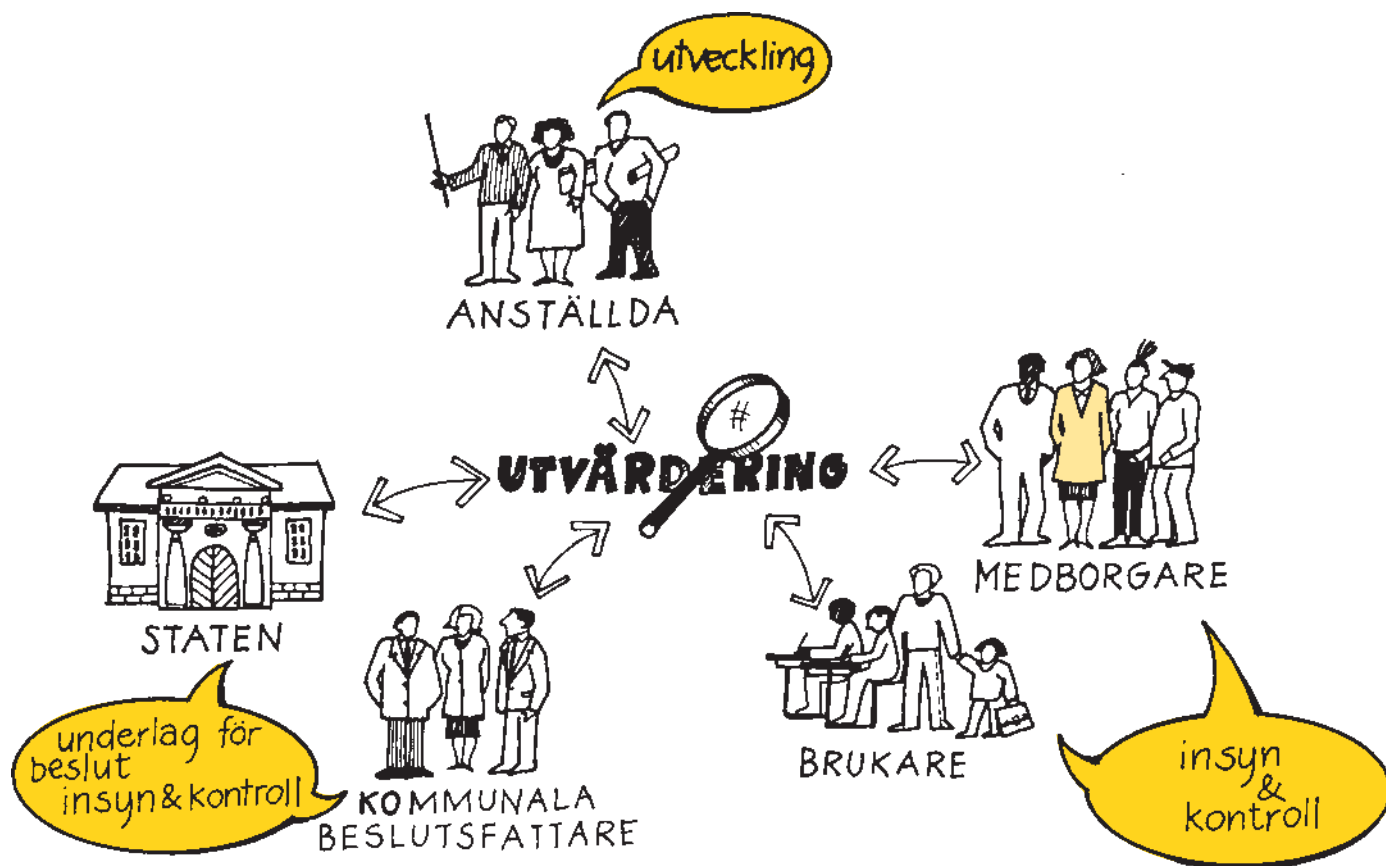 utveckling
ANSTÄLLDA
#
UTVÄRDERING
MEDBORGARE
STATEN
BRUKARE
underlag för
beslut
insyn & kontroll
KOMMUNALA
BESLUTSFATTARE
insyn
&
kontroll